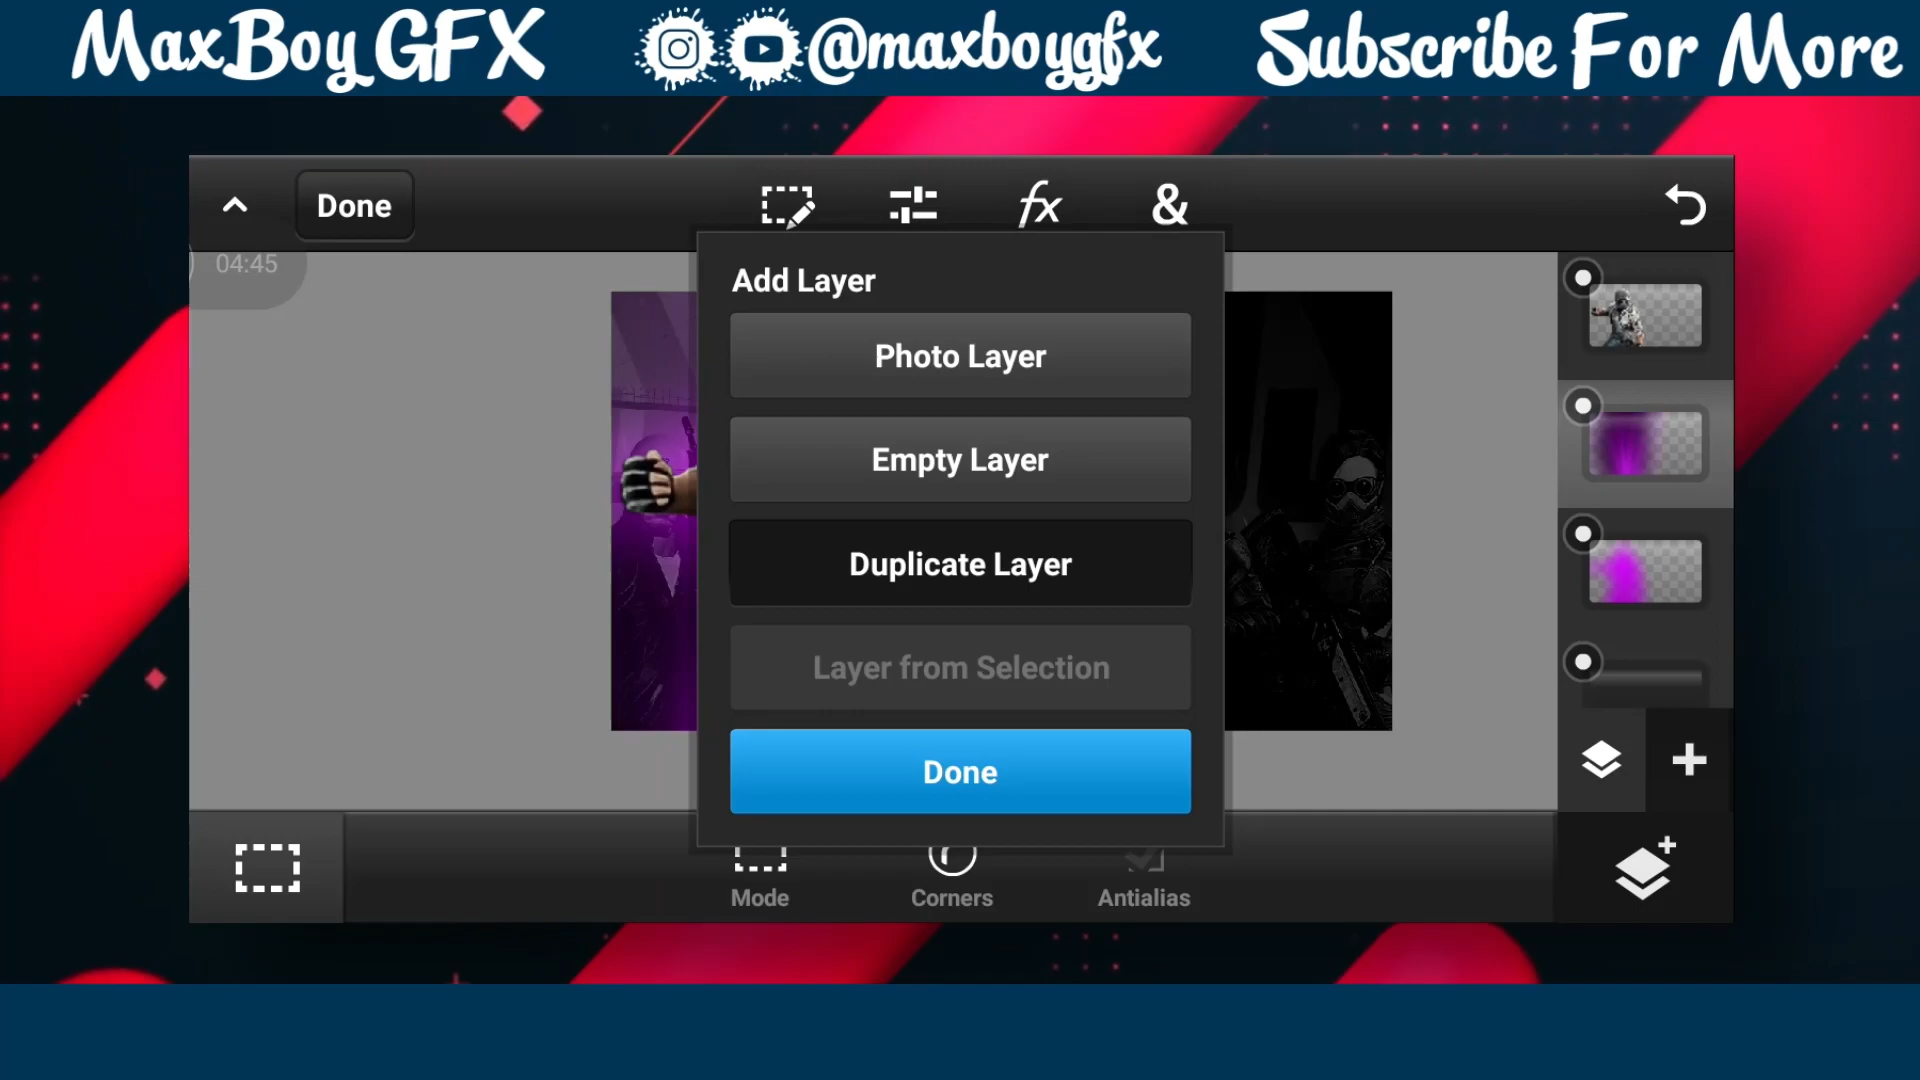 MaxBoy GFX @maxboygfx Subscribe For More
Done fx &
04:45
Add Layer
Photo Layer
Empty Layer
Duplicate Layer
Layer from Selection
Done
Mode Corners Antialias